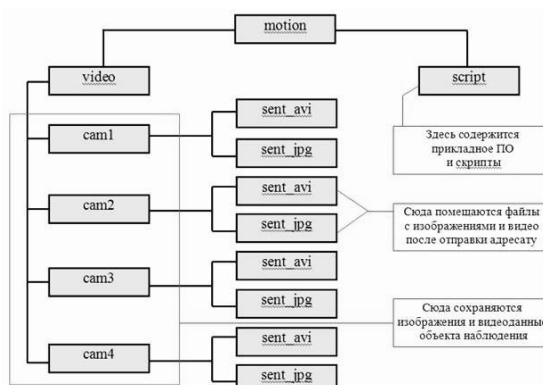 motion
video
script
cam1
sent_avi
sent_jpg
cam2
sent_avi
sent_jpg
cam3
sent_avi
sent_jpg
cam4
sent_avi
sent_jpg
Здесь содержится
прикладное ПО
и скрипты
Сюда помещаются файлы
с изображениями и видео
после отправки адресату
Сюда сохраняются
изображения и видеоданные
объекта наблюдения